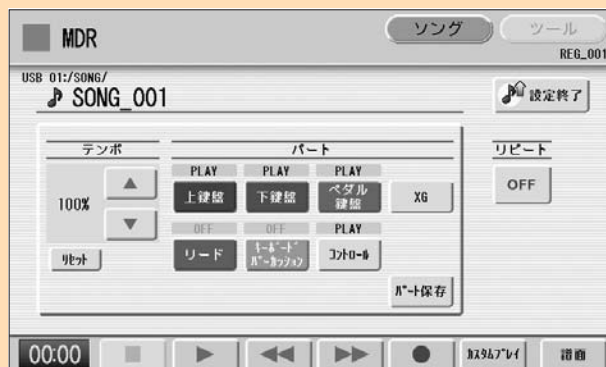 MDR
ソング
ツール
REG_001
USB 01:/SONG/
SONG_001
設定終了
テンポ
パート
リピート
PLAY
PLAY
PLAY
100%
上鍵盤
下鍵盤
ペダル
鍵盤
XG
OFF
OFF
OFF
PLAY
リセット
リード
キーボード
パーカッション
コントロール
パート保存
00:00
カスタムプレイ
譜面